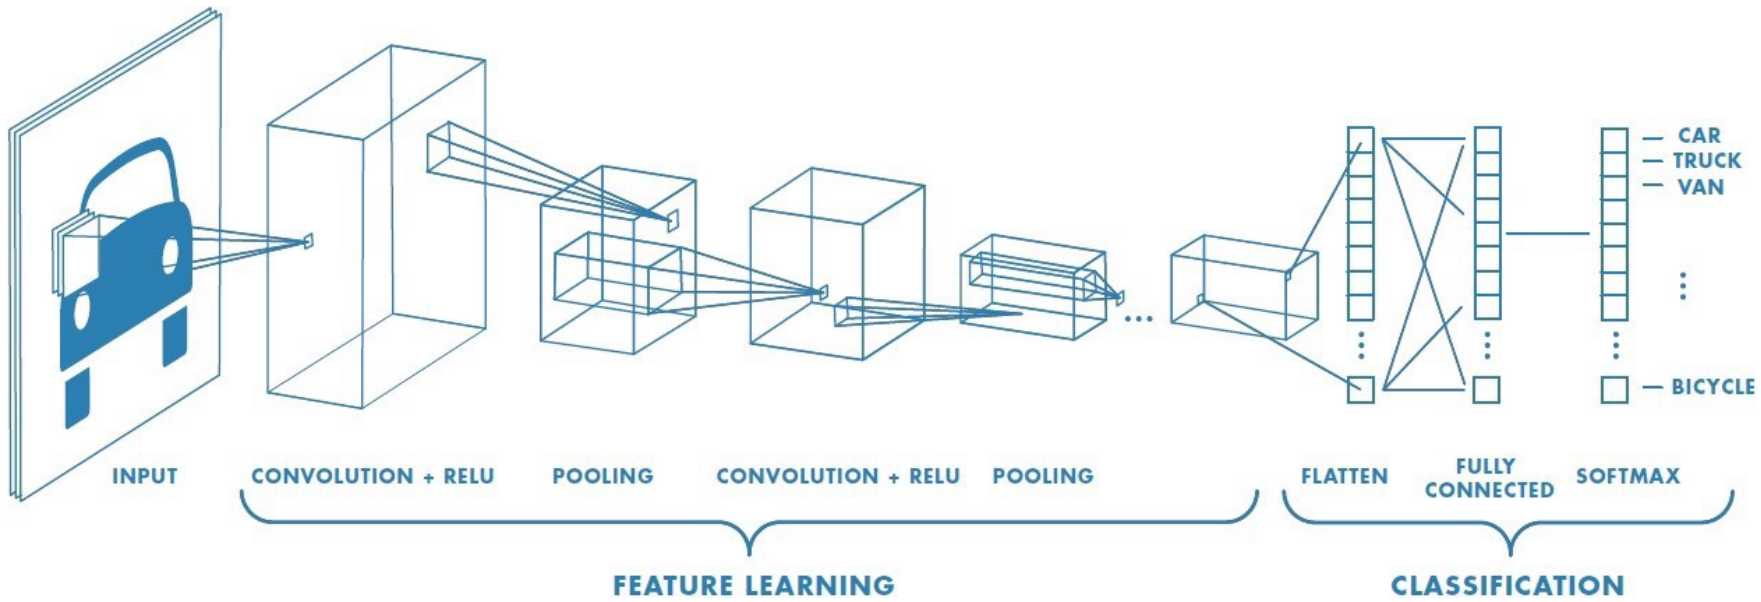 CAR
TRUCK
VAN
BICYCLE
INPUT
CONVOLUTION + RELU
POOLING
CONVOLUTION + RELU
POOLING
FLATTEN
FULLY
CONNECTED
SOFTMAX
FEATURE LEARNING
CLASSIFICATION